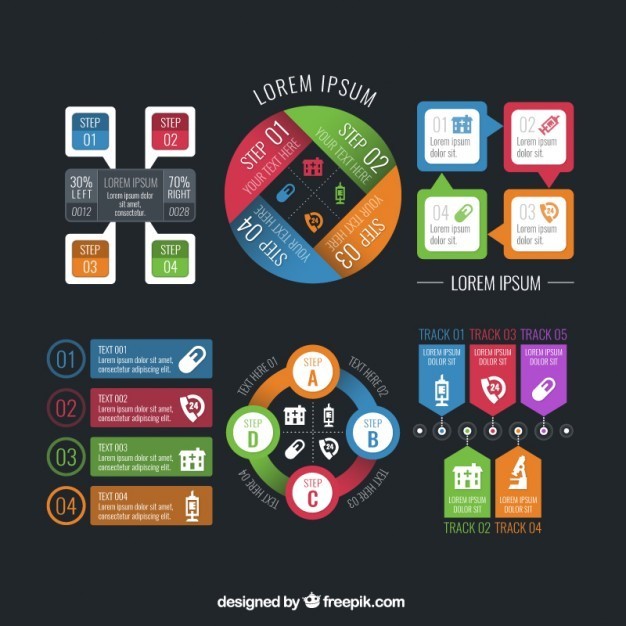 STEP
01
STEP
02
30%
LEFT
0012
LOREM IPSUM
Lorem ipsum
dolor sit amet,
consectetur.
70%
RIGHT
0028
STEP
03
STEP
04
LOREM IPSUM
STEP 01
YOUR TEXT HERE
STEP 02
YOUR TEXT HERE
STEP 03
YOUR TEXT HERE
STEP 04
YOUR TEXT HERE
24
01
Lorem ipsum
dolor sit.
02
Lorem ipsum
dolor sit.
04
Lorem ipsum
dolor sit.
03
24
Lorem ipsum
dolor sit.
LOREM IPSUM
01
TEXT 001
Lorem ipsum dolor sit amet,
consectetur adipiscing elit.
02
TEXT 002
Lorem ipsum dolor sit amet,
consectetur adipiscing elit.
24
03
TEXT 003
Lorem ipsum dolor sit amet,
consectetur adipiscing elit.
04
TEXT 004
Lorem ipsum dolor sit amet,
consectetur adipiscing elit.
TEXT HERE 01
TEXT HERE 02
STEP
A
STEP
D
STEP
B
24
STEP
C
TEXT HERE 04
TEXT HERE 03
TRACK 01 TRACK 03 TRACK 05
LOREM IPSUM
DOLOR SIT
LOREM IPSUM
DOLOR SIT
24
LOREM IPSUM
DOLOR SIT
LOREM IPSUM
DOLOR SIT
LOREM IPSUM
DOLOR SIT
TRACK 02 TRACK 04
designed by freepik.com